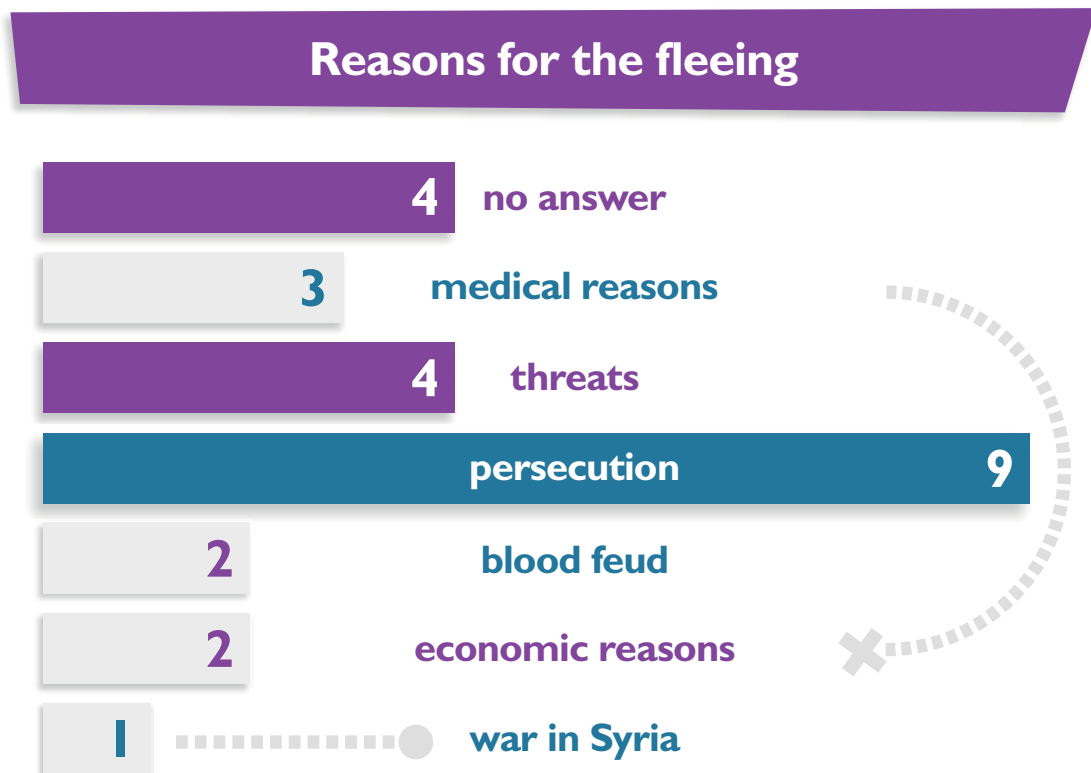 Reasons for the fleeing
4 no answer
3 medical reasons
4 threats
persecution 9
2 blood feud
2 economic reasons
1 war in Syria